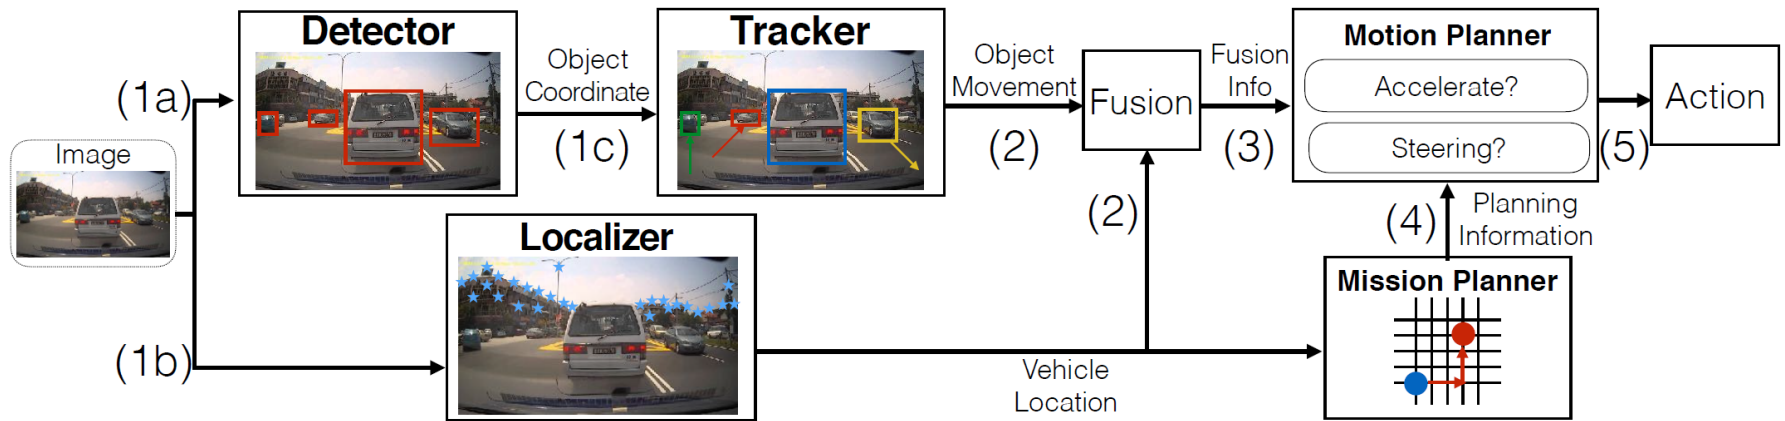 Detector
Tracker
Motion Planner
Object
Coordinate
Object
Movement
Fusion
Info
Accelerate?
(1a)
Fusion
Action
(1c)
(2)
(3)
Steering?
(5)
Image
Localizer
(2)
(4)
Planning
Information
Mission Planner
(1b)
Vehicle
Location